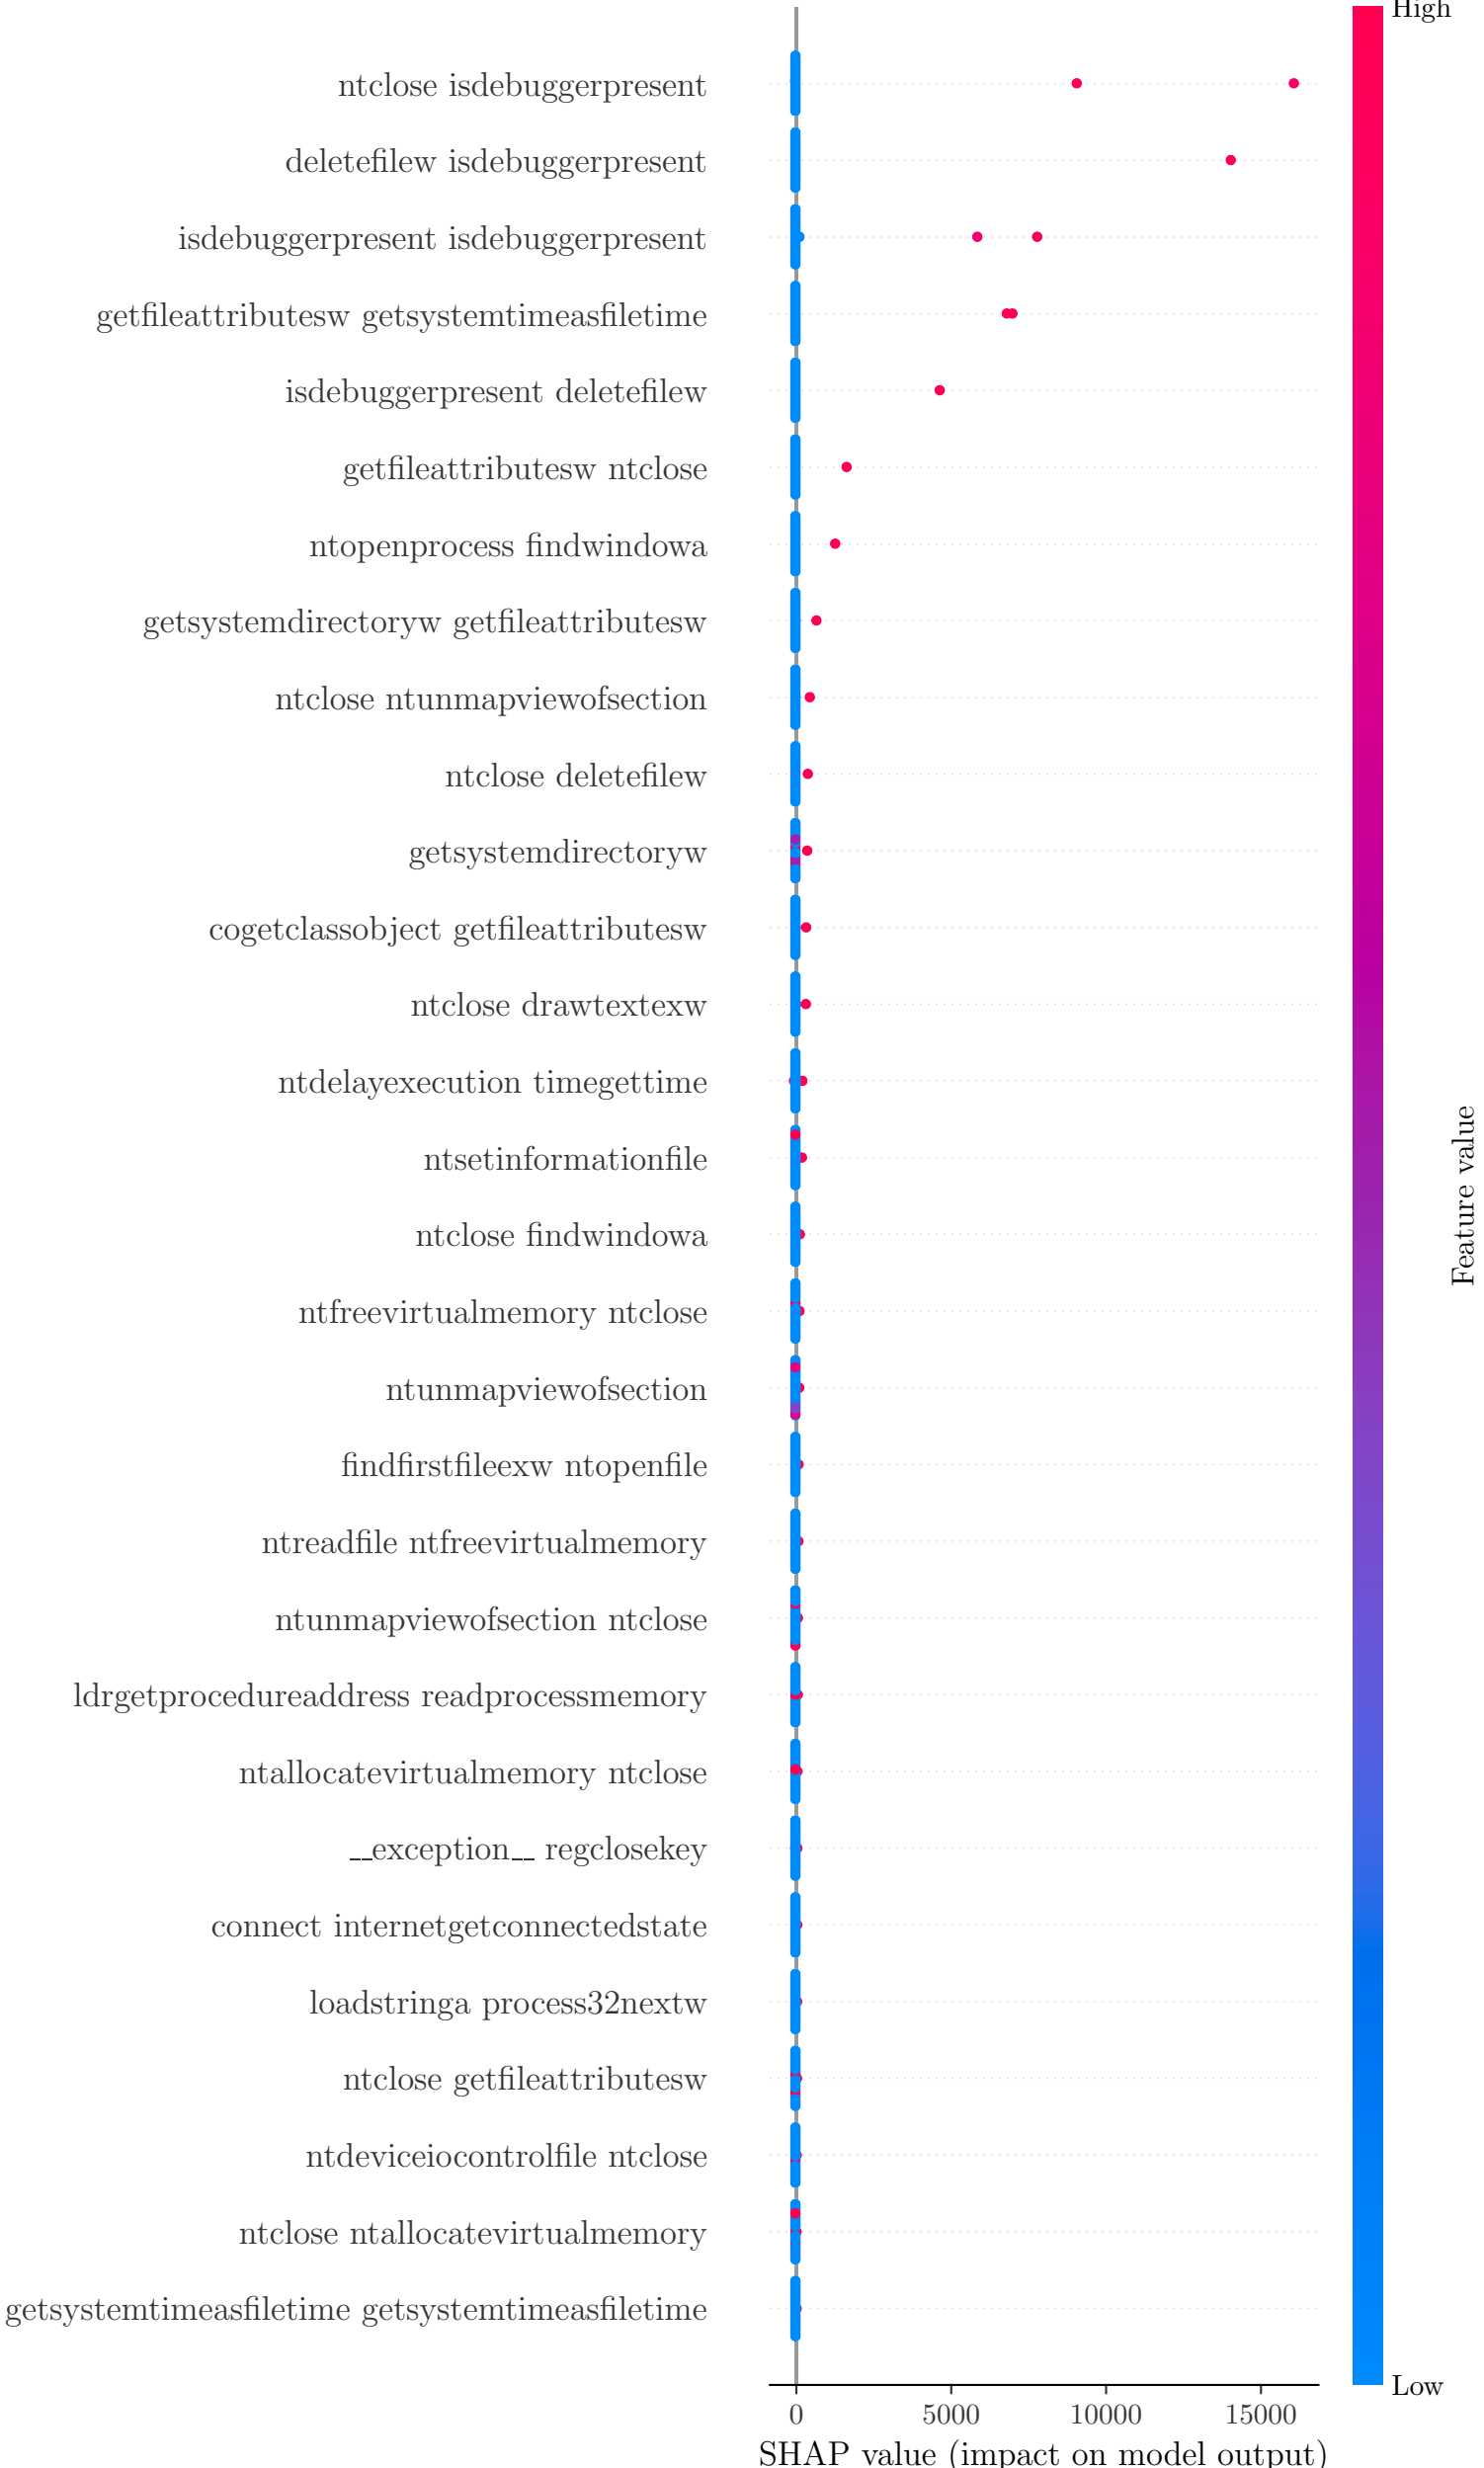 High
ntclose isdebuggerpresent
deletefilew isdebuggerpresent
isdebuggerpresent isdebuggerpresent
getfileattributesw getsystemtimeasfiletime
isdebuggerpresent deletefilew
getfileattributesw ntclose
ntopenprocess findwindowa
getsystemdirectoryw getfileattributesw
ntclose ntunmapviewofsection
ntclose deletefilew
getsystemdirectoryw
cogetclassobject getfileattributesw
ntclose drawtextexw
ntdelayexecution timegettime
ntsetinformationfile
ntclose findwindowa
ntfreevirtualmemory ntclose
ntunmapviewofsection
findfirstfileexw ntopenfile
ntreadfile ntfreevirtualmemory
ntunmapviewofsection ntclose
ldrgetprocedureaddress readprocessmemory
ntallocatevirtualmemory ntclose
__exception__ regclosekey
connect internetgetconnectedstate
loadstringa process32nextw
ntclose getfileattributesw
ntdeviceiocontrolfile ntclose
ntclose ntallocatevirtualmemory
getsystemtimeasfiletime getsystemtimeasfiletime
Feature value
Low
0 5000 10000 15000
SHAP value (impact on model output)